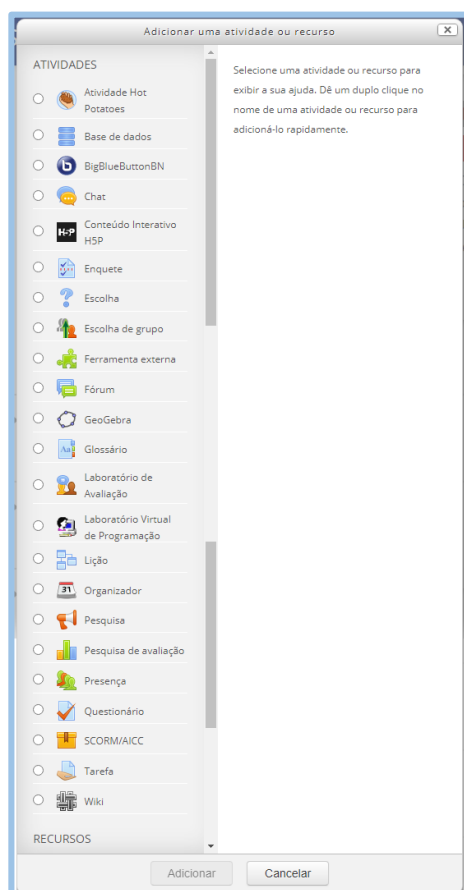 Adicionar uma atividade ou recurso
ATIVIDADES
Atividade Hot
Potatoes
Base de dados
BigBlueButtonBN
Chat
H-P
Conteúdo Interativo
H5P
Enquete
Escolha
Escolha de grupo
Ferramenta externa
Fórum
GeoGebra
Aa
Glossário
Laboratório de
Avaliação
Laboratório Virtual
de Programação
Lição
31
Organizador
Pesquisa
Pesquisa de avaliação
Presença
Questionário
SCORM/AICC
Tarefa
Wiki
RECURSOS
Selecione uma atividade ou recurso para
exibir a sua ajuda. Dê um duplo clique no
nome de uma atividade ou recurso para
adicioná-lo rapidamente.
Adicionar
Cancelar